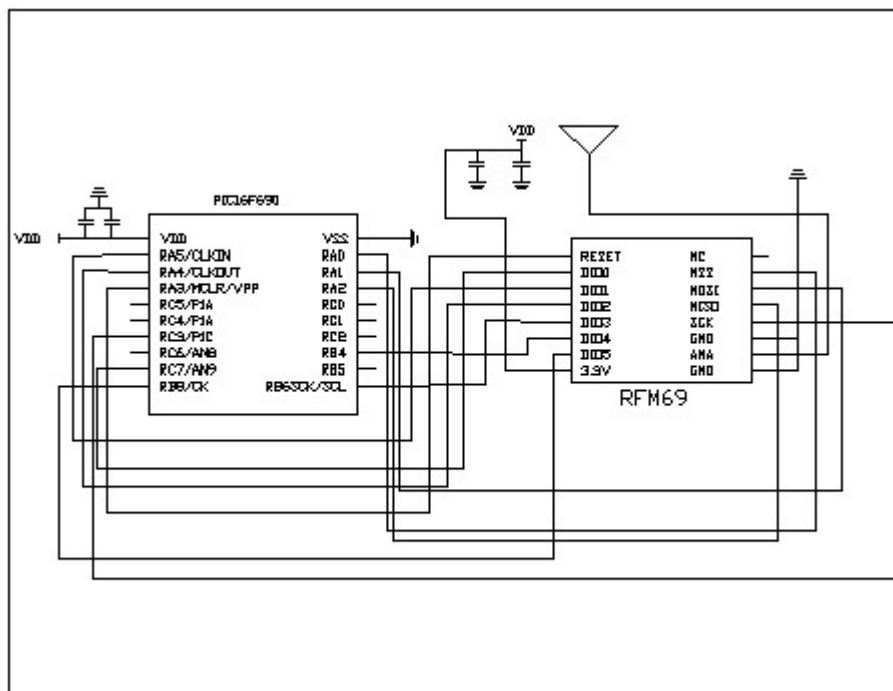 VDD
PIC16F690
VDD
VDD
VSS
RA5/CLKIN
RA0
RA4/CLKOUT
RA1
RA3/MCLR/VPP
RA2
RC5/P1A
RC0
RC4/P1A
RC1
RC3/P1C
RC2
RC6/AN8
RB4
RC7/AN9
RB5
RB8/CK
RB6SCK/SCL
RESET
NC
DIO0
NSS
DIO1
MOSI
DIO2
MISO
DIO3
SCK
DIO4
GND
DIO5
ANA
3.3V
GND
RFM69